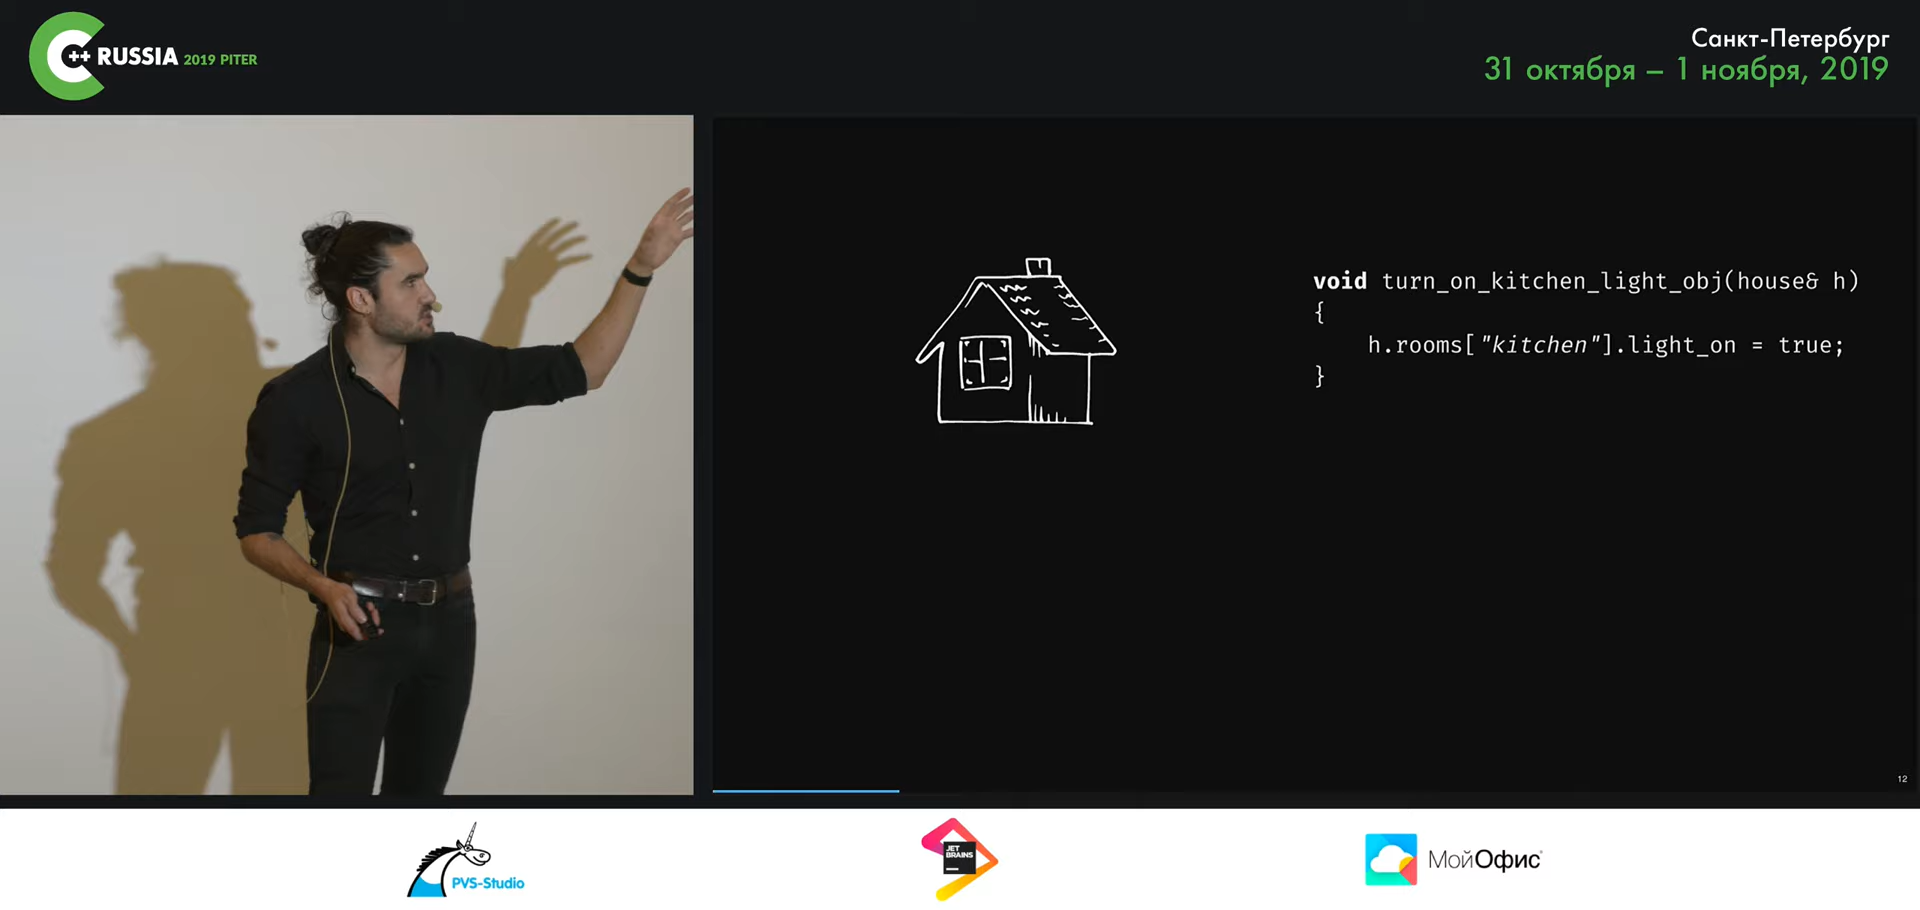 C++ RUSSIA 2019 PITER
Санкт-Петербург
31 октября – 1 ноября, 2019
void turn_on_kitchen_light_obj(house& h)
{
h.rooms["kitchen"].light_on = true;
}
12
PVS-Studio
JET
BRAINS
МойОфис